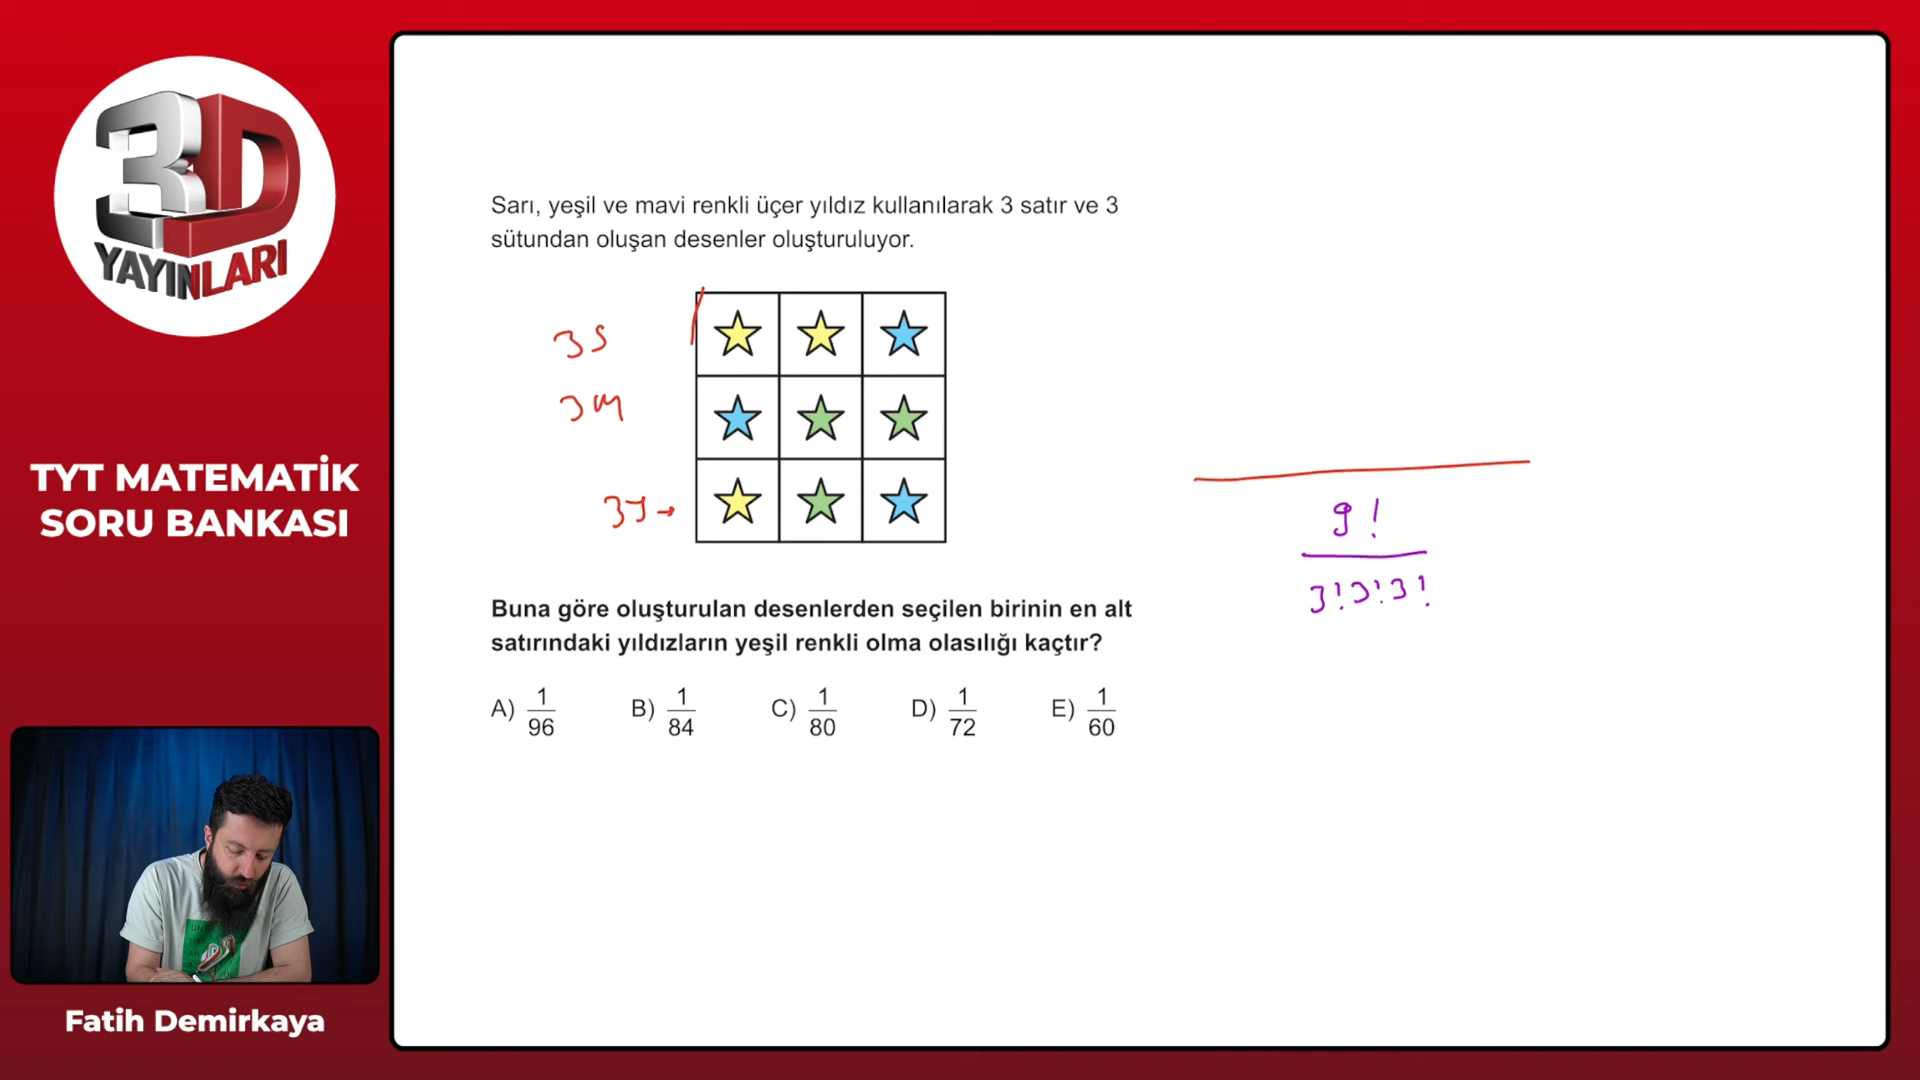 3D
YAYINLARI
TYT MATEMATİK
SORU BANKASI
Fatih Demirkaya
Sarı, yeşil ve mavi renkli üçer yıldız kullanılarak 3 satır ve 3
sütundan oluşan desenler oluşturuluyor.
3S
3M
3Y→
Buna göre oluşturulan desenlerden seçilen birinin en alt
satırındaki yıldızların yeşil renkli olma olasılığı kaçtır?
A) 1/96 B) 1/84 C) 1/80 D) 1/72 E) 1/60
9!
3!3!3!